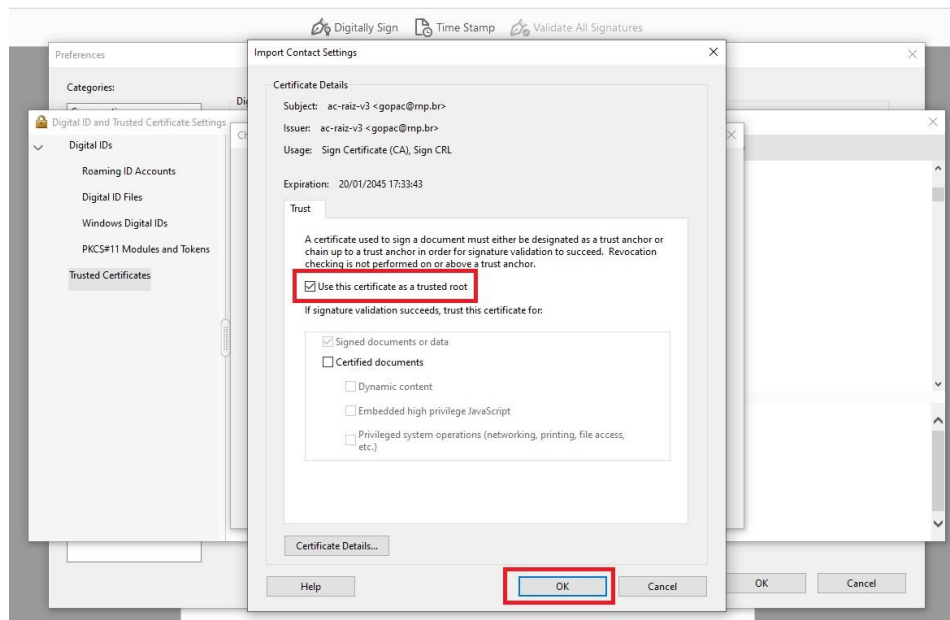 Digitally Sign Time Stamp Validate All Signatures
Preferences
Categories:
Digital ID and Trusted Certificate Settings
Digital IDs
Roaming ID Accounts
Digital ID Files
Windows Digital IDs
PKCS#11 Modules and Tokens
Trusted Certificates
Import Contact Settings
Certificate Details
Subject: ac-raiz-v3 <gopac@rnp.br>
Issuer: ac-raiz-v3 <gopac@rnp.br>
Usage: Sign Certificate (CA), Sign CRL
Expiration: 20/01/2045 17:33:43
Trust
A certificate used to sign a document must either be designated as a trust anchor or
chain up to a trust anchor in order for signature validation to succeed. Revocation
checking is not performed on or above a trust anchor.
Use this certificate as a trusted root
If signature validation succeeds, trust this certificate for:
Signed documents or data
Certified documents
Dynamic content
Embedded high privilege JavaScript
Privileged system operations (networking, printing, file access,
etc.)
Certificate Details...
Help OK Cancel
OK Cancel